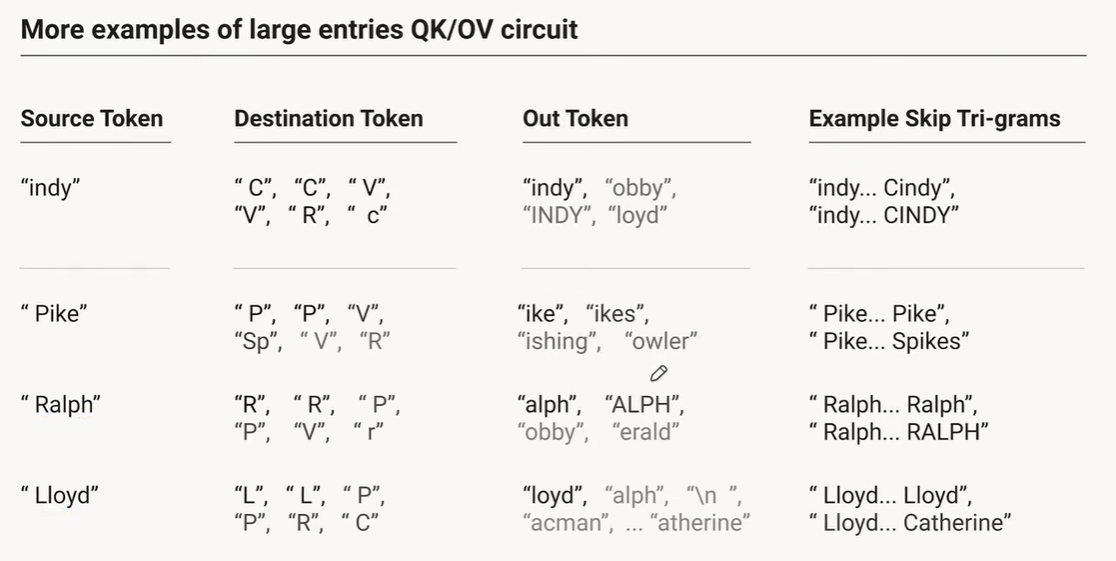 More examples of large entries QK/OV circuit
Source Token Destination Token Out Token Example Skip Tri-grams
“indy” “ C”, “C”, “ V”, “indy”, “obby”, “indy... Cindy”,
“V”, “ R”, “ c” “INDY”, “loyd” “indy... CINDY”
“ Pike” “ P”, “P”, “V”, “ike”, “ikes”, “ Pike... Pike”,
“Sp”, “ V”, “R” “ishing”, “owler” “ Pike... Spikes”
“ Ralph” “R”, “ R”, “ P”, “alph”, “ALPH”, “ Ralph... Ralph”,
“P”, “V”, “ r” “obby”, “erald” “ Ralph... RALPH”
“ Lloyd” “L”, “ L”, “ P”, “loyd”, “alph”, “\n ”, “ Lloyd... Lloyd”,
“P”, “R”, “ C” “acman”, ... “atherine” “ Lloyd... Catherine”